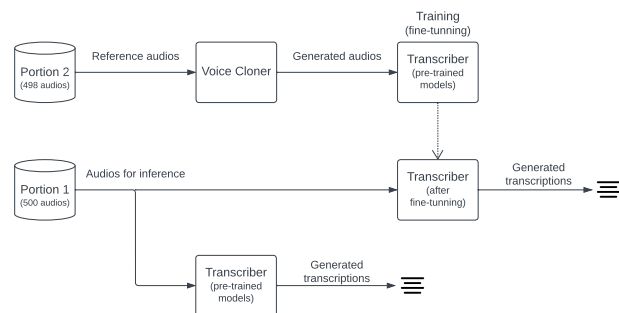 Training
(fine-tunning)
Reference audios
Generated audios
Portion 2
(498 audios)
Voice Cloner
Transcriber
(pre-trained
models)
Audios for inference
Generated
transcriptions
Portion 1
(500 audios)
Transcriber
(after
fine-tunning)
Transcriber
(pre-trained
models)
Generated
transcriptions